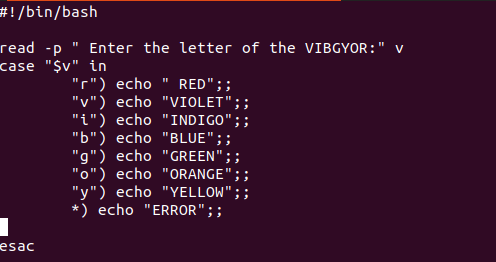 #!/bin/bash
read -p " Enter the letter of the VIBGYOR:" v
case "$v" in
"r") echo " RED";;
"v") echo "VIOLET";;
"i") echo "INDIGO";;
"b") echo "BLUE";;
"g") echo "GREEN";;
"o") echo "ORANGE";;
"y") echo "YELLOW";;
*) echo "ERROR";;
esac